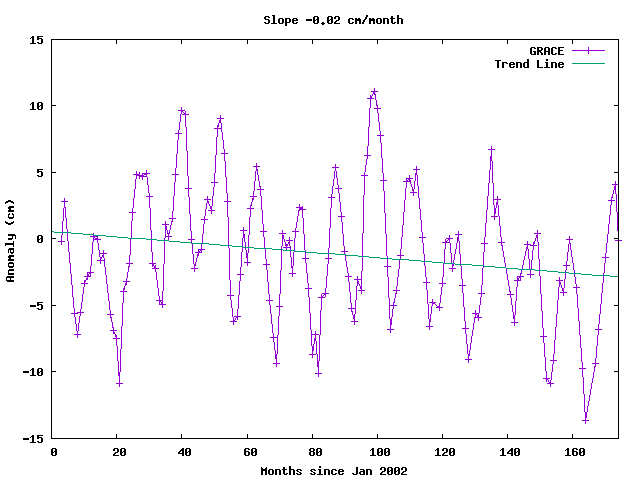 Slope -0.02 cm/month
GRACE
Trend Line
15
10
5
0
-5
-10
-15
Anomaly (cm)
0 20 40 60 80 100 120 140 160
Months since Jan 2002